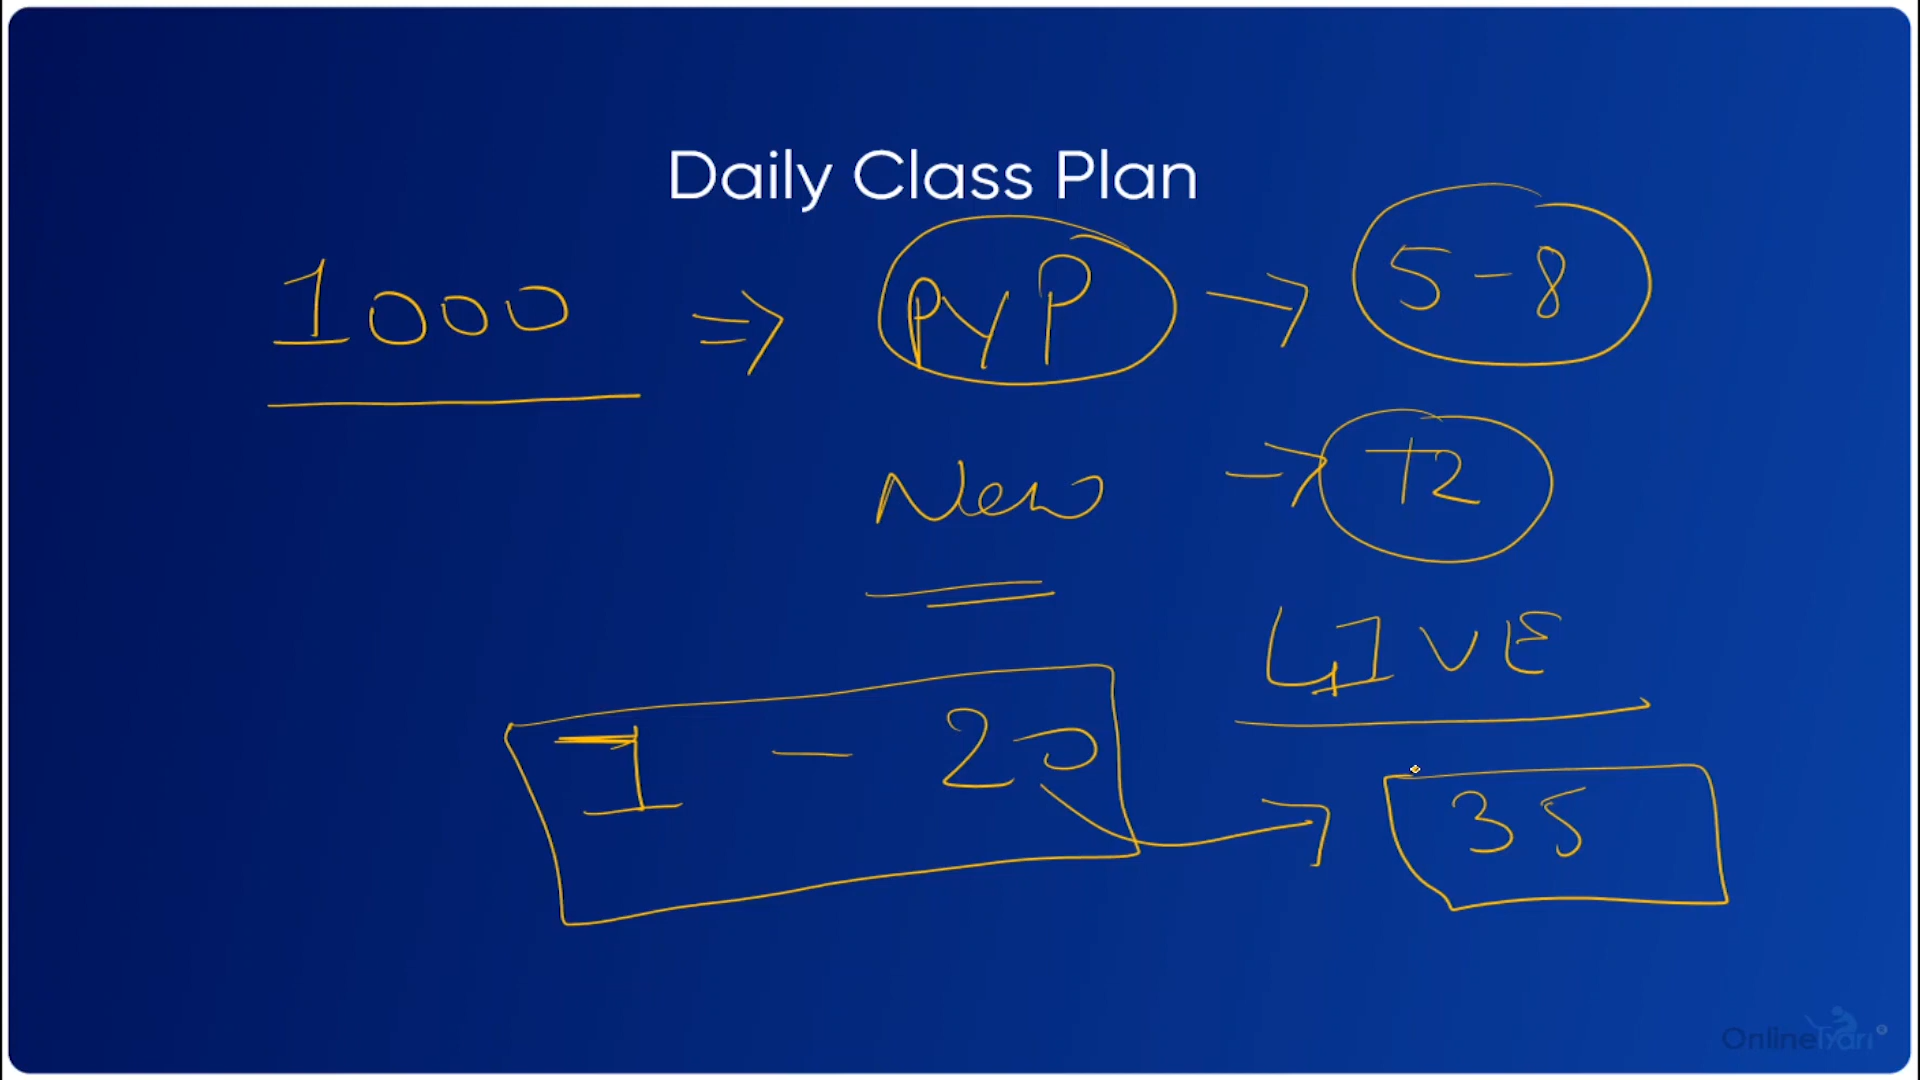 Daily Class Plan
1000 ⇒ PYP → 5-8
New → T2
LIVE
1 - 20 → 35
OnlineTyari